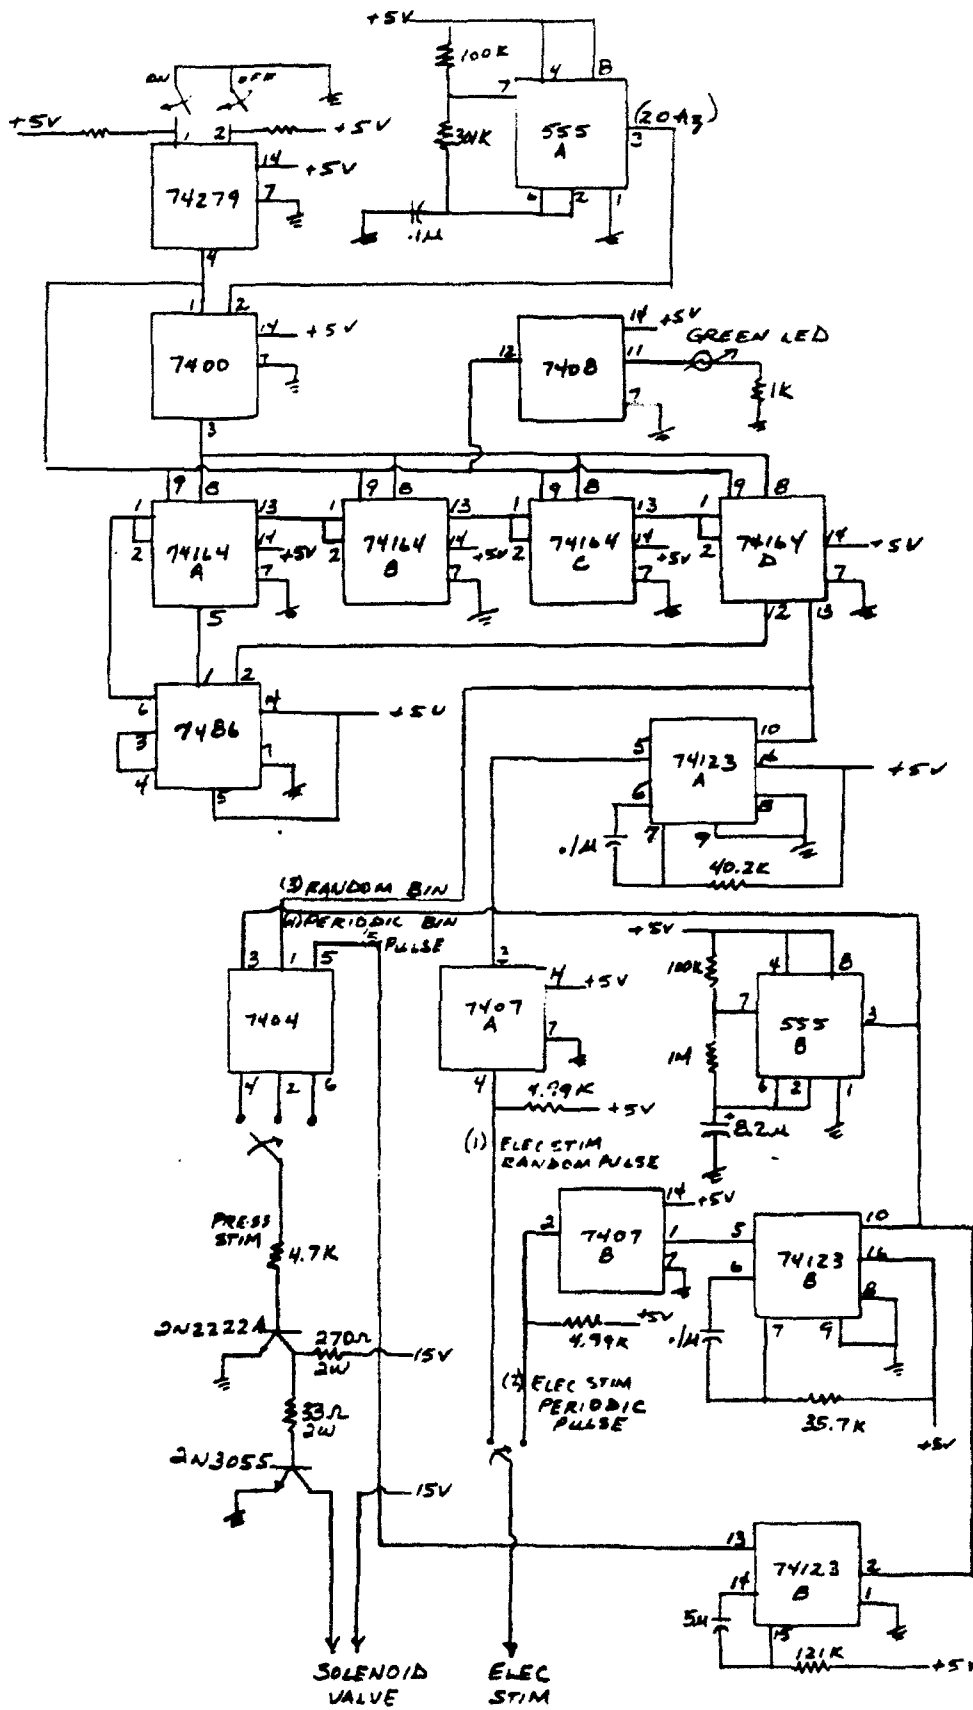 +5V
100K
4
8
7
ON
OFF
+5V
1
2
+5V
301K
555
A
(20Hz)
3
14
+5V
74279
7
6
2
1
.1µ
4
1
2
14
+5V
7400
7
3
14
+5V
GREEN LED
12
7408
11
7
1K
9
8
9
8
9
8
9
8
1
13
1
13
1
13
1
2
74164
A
14
+5V
7
2
74164
B
14
+5V
7
2
74164
C
14
+5V
7
2
74164
D
14
+5V
7
5
12
13
1
2
6
14
+5V
7486
3
7
4
5
5
74123
A
10
16
+5V
6
8
.1µ
7
9
40.2K
(3) RANDOM BIN
(4) PERIODIC BIN
PULSE
+5V
3
1
5
3
14
+5V
100K
4
8
7404
7407
A
7
7
555
B
3
1M
4
2
6
4
6
2
1
4.99K
+5V
8.2µ
(1) ELEC STIM
RANDOM PULSE
PRESS
STIM
4.7K
14
+5V
2
7407
B
1
7
5
74123
B
10
6
16
8
2N2222A
270Ω
2W
15V
4.99K
+5V
.1µ
7
9
(2) ELEC STIM
PERIODIC
PULSE
33Ω
2W
35.7K
+5V
2N3055
15V
13
74123
B
2
14
1
5µ
15
121K
+5V
SOLENOID
VALVE
ELEC
STIM